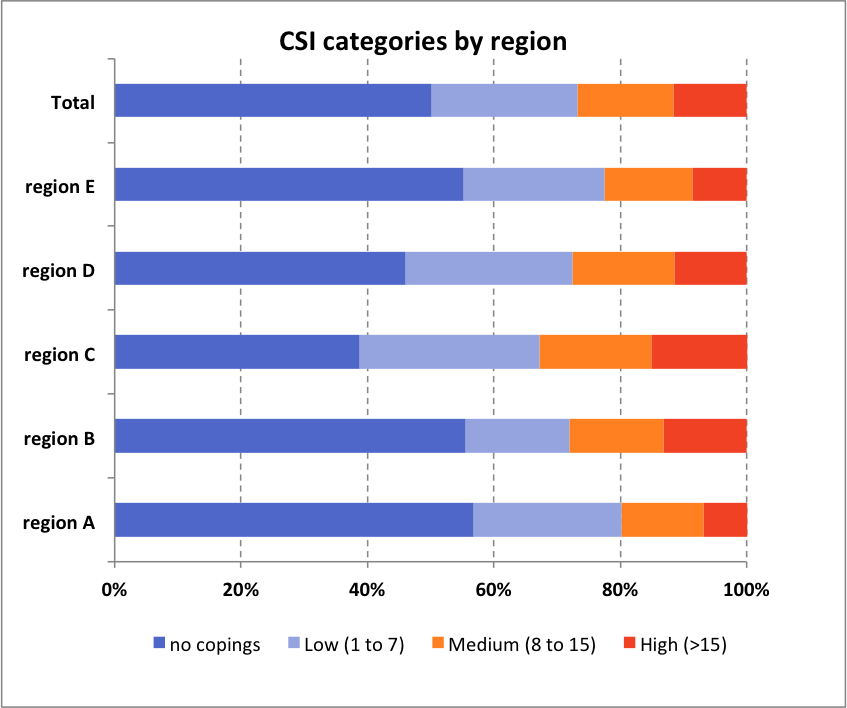 CSI categories by region
Total
region E
region D
region C
region B
region A
0% 20% 40% 60% 80% 100%
no copings Low (1 to 7) Medium (8 to 15) High (>15)